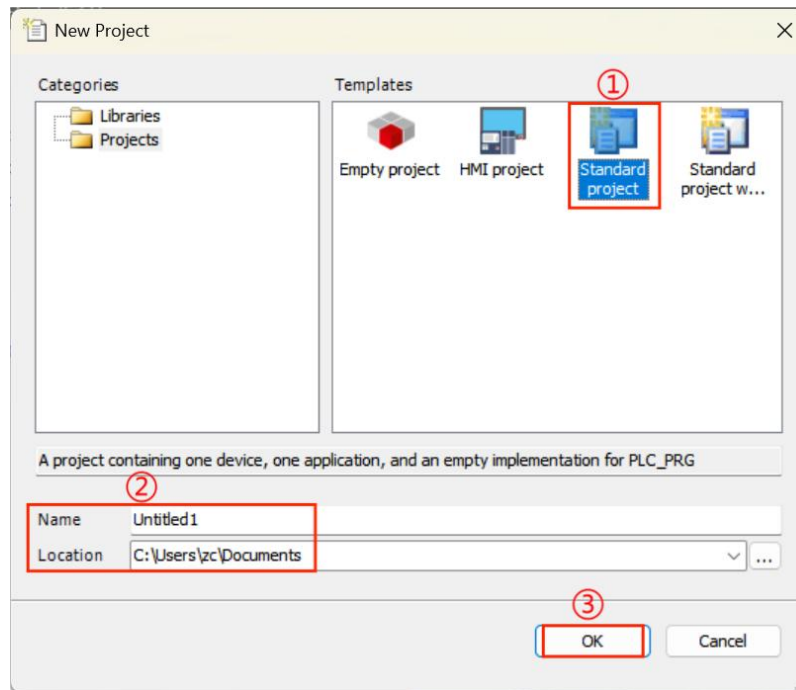 New Project
Categories
Templates
①
Libraries
Projects
Empty project
HMI project
Standard
project
Standard
project w...
A project containing one device, one application, and an empty implementation for PLC_PRG
②
Name
Untitled1
Location
C:\Users\zc\Documents
...
③
OK
Cancel